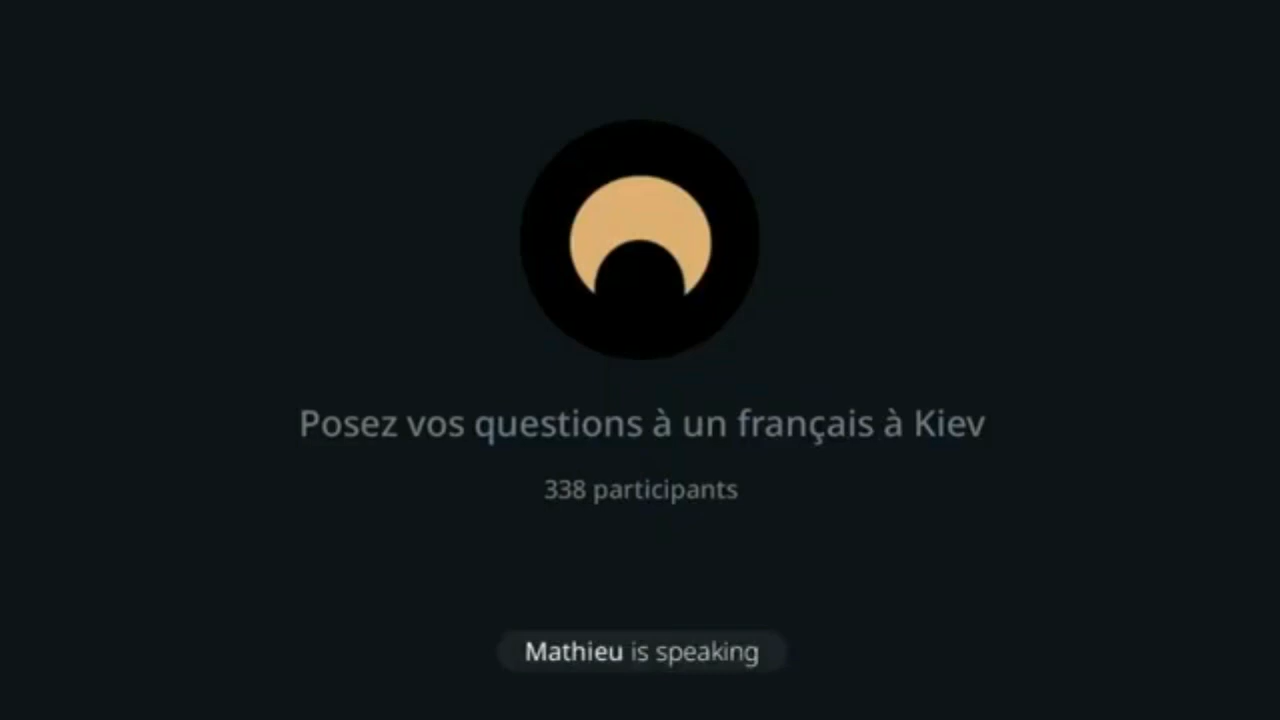 Posez vos questions à un français à Kiev
338 participants
Mathieu is speaking